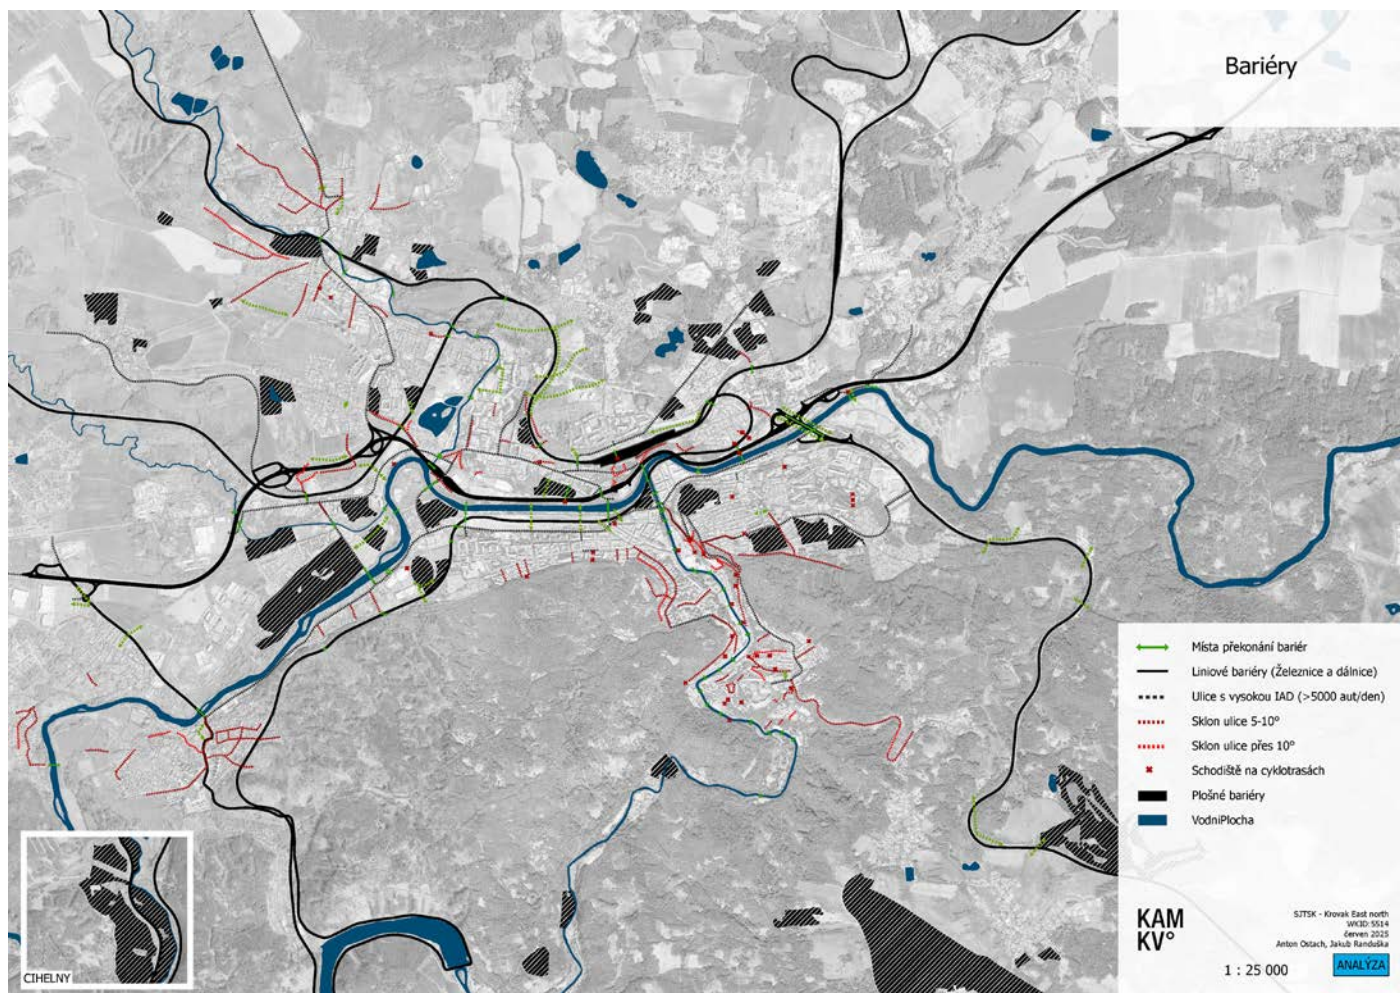 Bariéry
Místa překonání bariér
Liniové bariéry (Železnice a dálnice)
Ulice s vysokou IAD (>5000 aut/den)
Sklon ulice 5-10°
Sklon ulice přes 10°
Schodiště na cyklotrasách
Plošné bariéry
VodniPlocha
KAM
KV°
SJTSK - Krovak East north
WKID: 5514
červen 2025
Anton Ostach, Jakub Randuška
1 : 25 000
ANALÝZA
CIHELNY